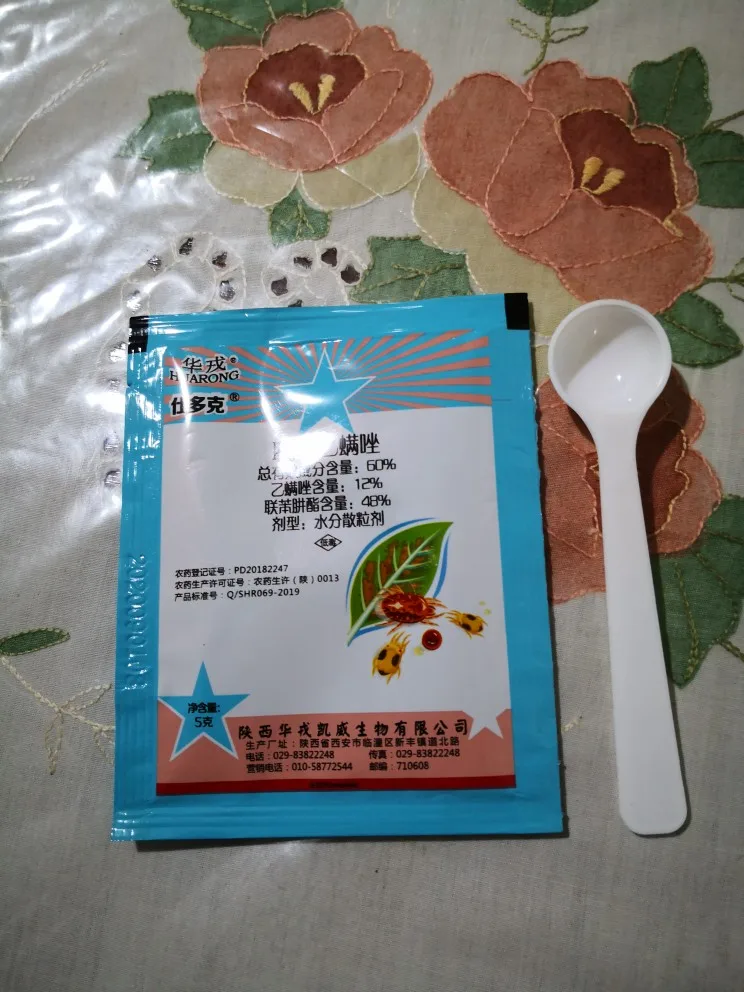 华戎®
HUARONG
仕多克®
螨唑
总有效成分含量：60%
乙螨唑含量：12%
联苯肼酯含量：48%
剂型：水分散粒剂
低毒
农药登记证号：PD20182247
农药生产许可证号：农药生许（陕）0013
产品标准号：Q/SHR069-2019
净含量:
5克
陕西华戎凯威生物有限公司
生产厂址：陕西省西安市临潼区新丰镇道北路
电话：029-83822248 传真：029-83822248
营销电话：010-58772544 邮编：710608